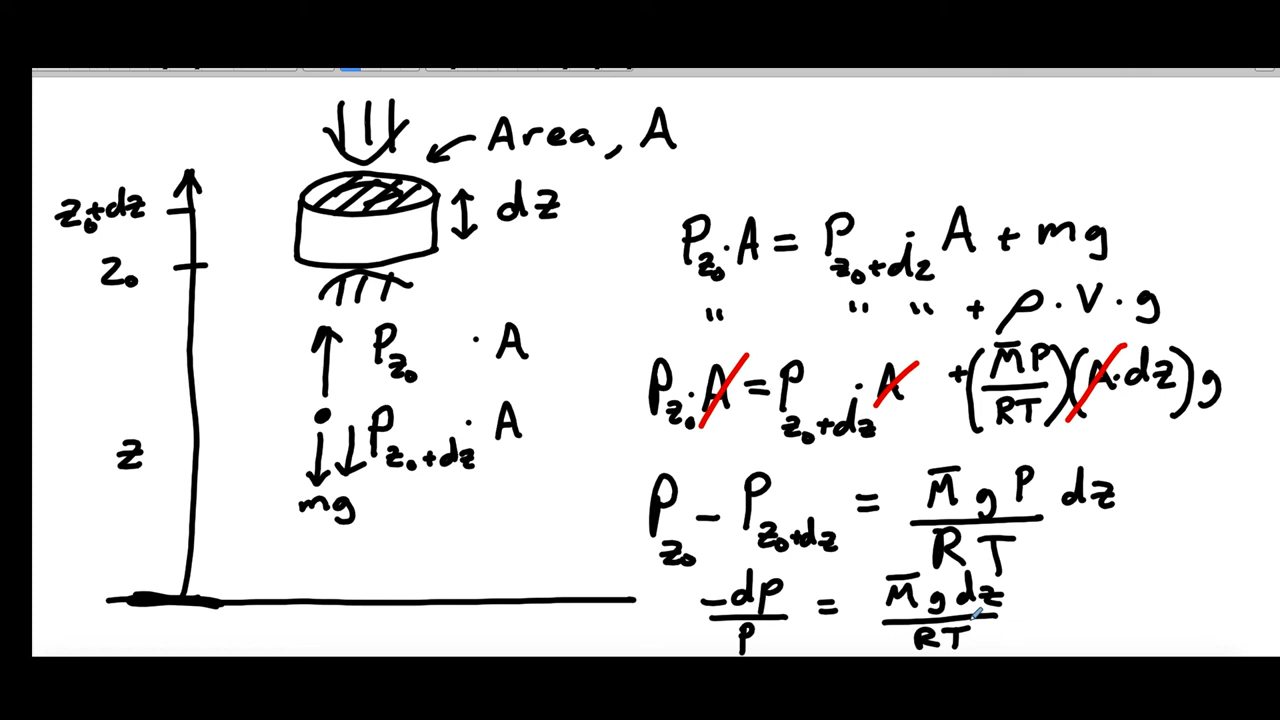 Area, A
z₀+dz
dz
z₀
P_z₀ · A
P_z₀+dz · A
mg
z
P_z₀ · A = P_z₀+dz · A + mg
" " " + ρ · V · g
P_z₀ · A = P_z₀+dz · A + (M̄P/RT)(A·dz)g
P_z₀ − P_z₀+dz = M̄ g P/R T dz
−dP/P = M̄ g dz/RT